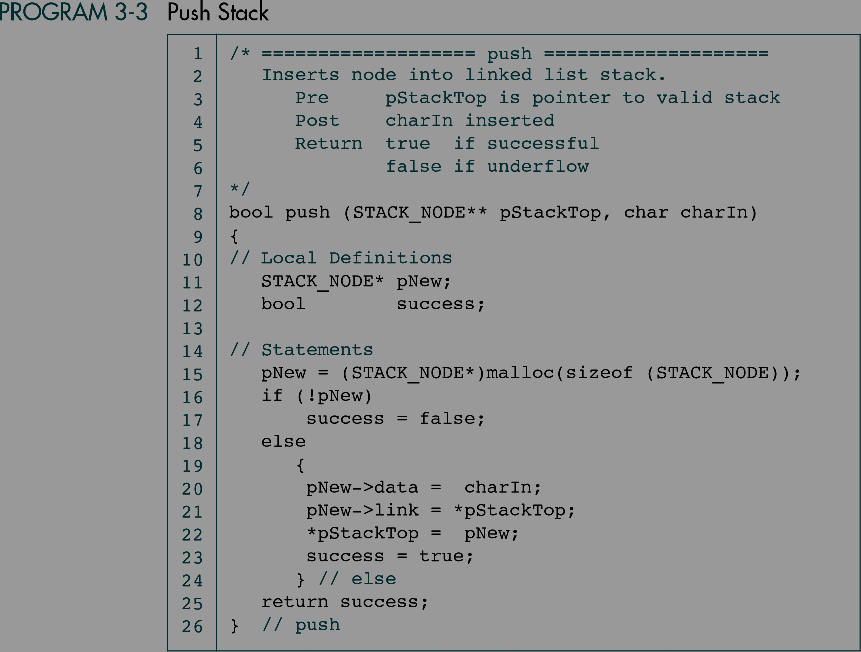 PROGRAM 3-3 Push Stack
1 /* =================== push ====================
2 Inserts node into linked list stack.
3 Pre pStackTop is pointer to valid stack
4 Post charIn inserted
5 Return true if successful
6 false if underflow
7 */
8 bool push (STACK_NODE** pStackTop, char charIn)
9 {
10 // Local Definitions
11 STACK_NODE* pNew;
12 bool success;
13
14 // Statements
15 pNew = (STACK_NODE*)malloc(sizeof (STACK_NODE));
16 if (!pNew)
17 success = false;
18 else
19 {
20 pNew->data = charIn;
21 pNew->link = *pStackTop;
22 *pStackTop = pNew;
23 success = true;
24 } // else
25 return success;
26 } // push